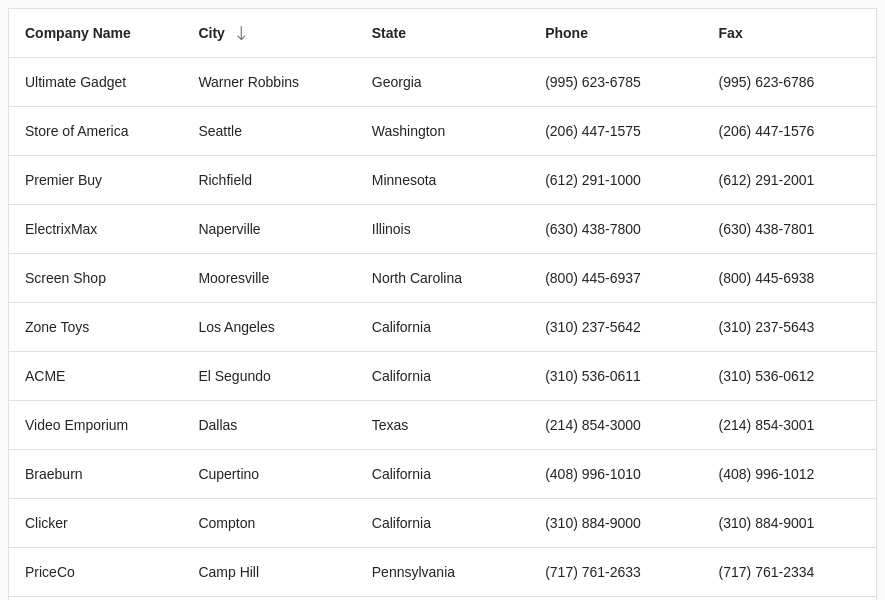 Company Name City State Phone Fax
Ultimate Gadget Warner Robbins Georgia (995) 623-6785 (995) 623-6786
Store of America Seattle Washington (206) 447-1575 (206) 447-1576
Premier Buy Richfield Minnesota (612) 291-1000 (612) 291-2001
ElectrixMax Naperville Illinois (630) 438-7800 (630) 438-7801
Screen Shop Mooresville North Carolina (800) 445-6937 (800) 445-6938
Zone Toys Los Angeles California (310) 237-5642 (310) 237-5643
ACME El Segundo California (310) 536-0611 (310) 536-0612
Video Emporium Dallas Texas (214) 854-3000 (214) 854-3001
Braeburn Cupertino California (408) 996-1010 (408) 996-1012
Clicker Compton California (310) 884-9000 (310) 884-9001
PriceCo Camp Hill Pennsylvania (717) 761-2633 (717) 761-2334